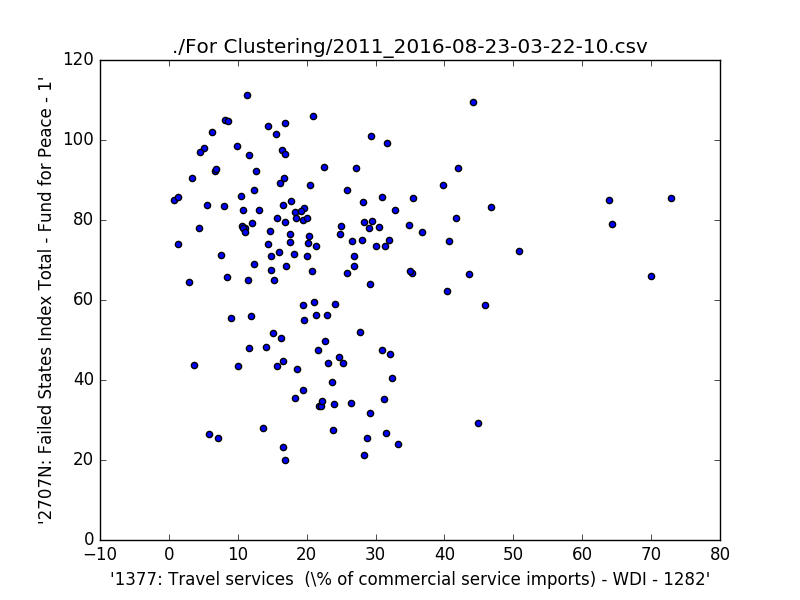 ./For Clustering/2011_2016-08-23-03-22-10.csv
'2707N: Failed States Index Total - Fund for Peace - 1'
120
100
80
60
40
20
0
−10 0 10 20 30 40 50 60 70 80
'1377: Travel services  (\% of commercial service imports) - WDI - 1282'